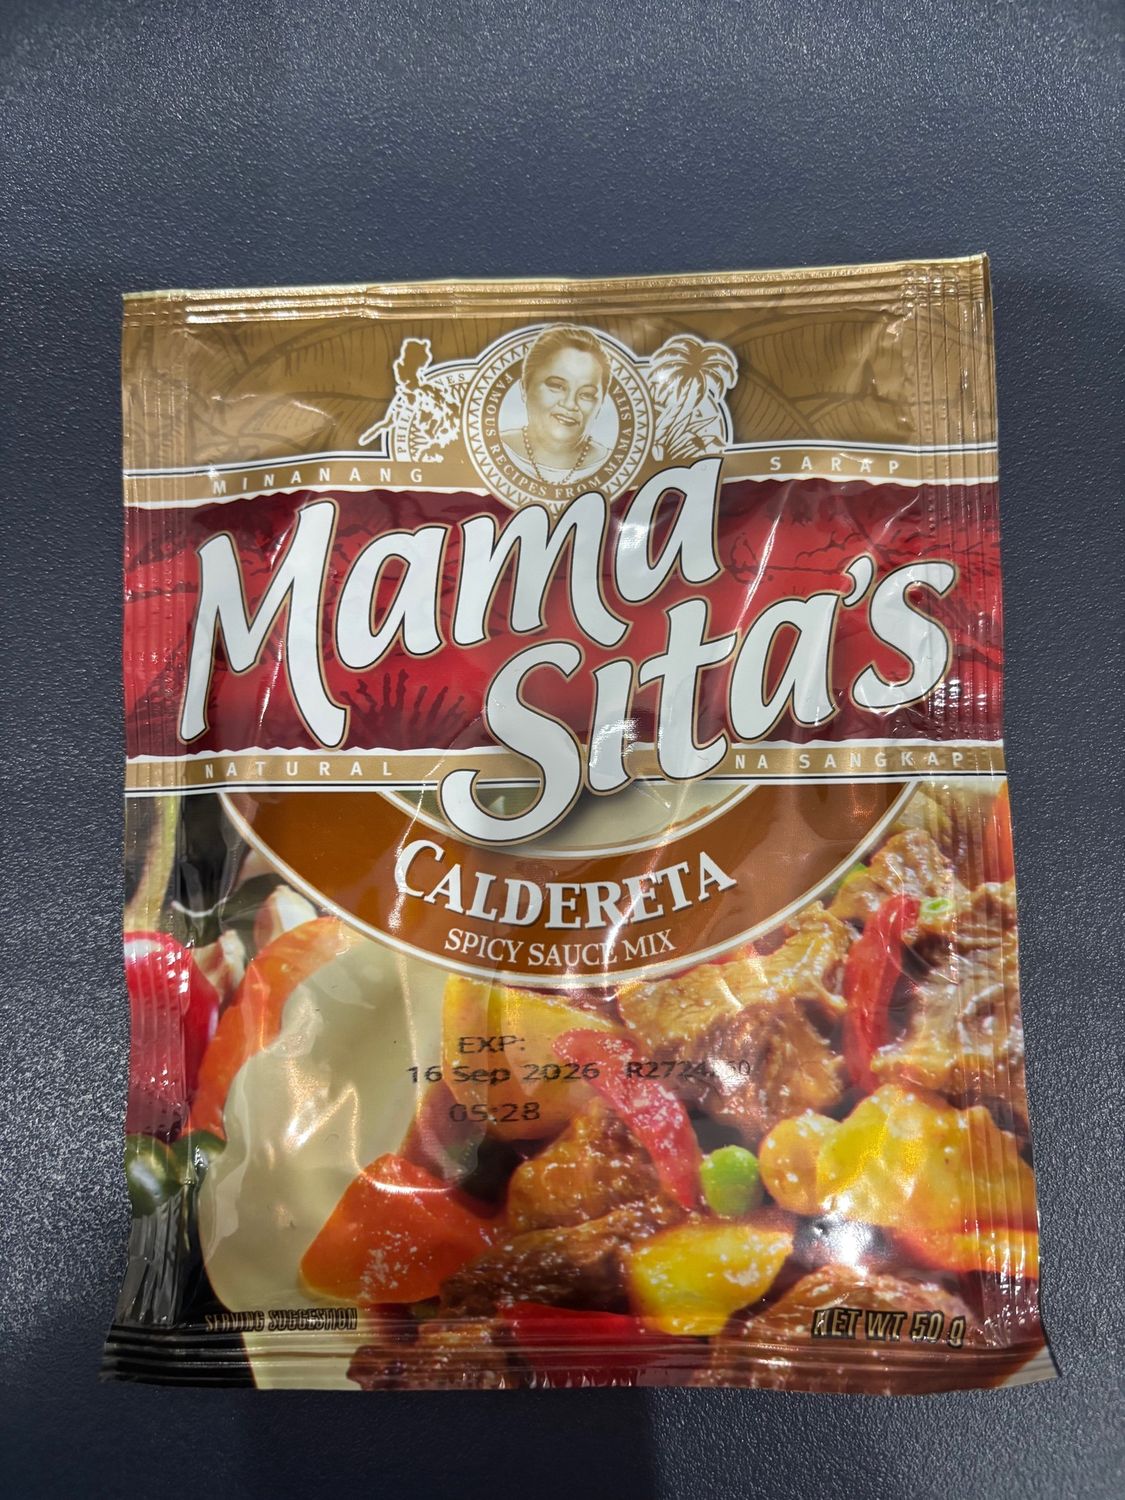 PHILIPPINES
FAMOUS RECIPES FROM MAMA SITA
MINANANG SARAP
Mama
Sita's
NATURAL NA SANGKAP
CALDERETA
SPICY SAUCE MIX
EXP:
16 Sep 2026
05:28
SERVING SUGGESTION NET WT 50 g